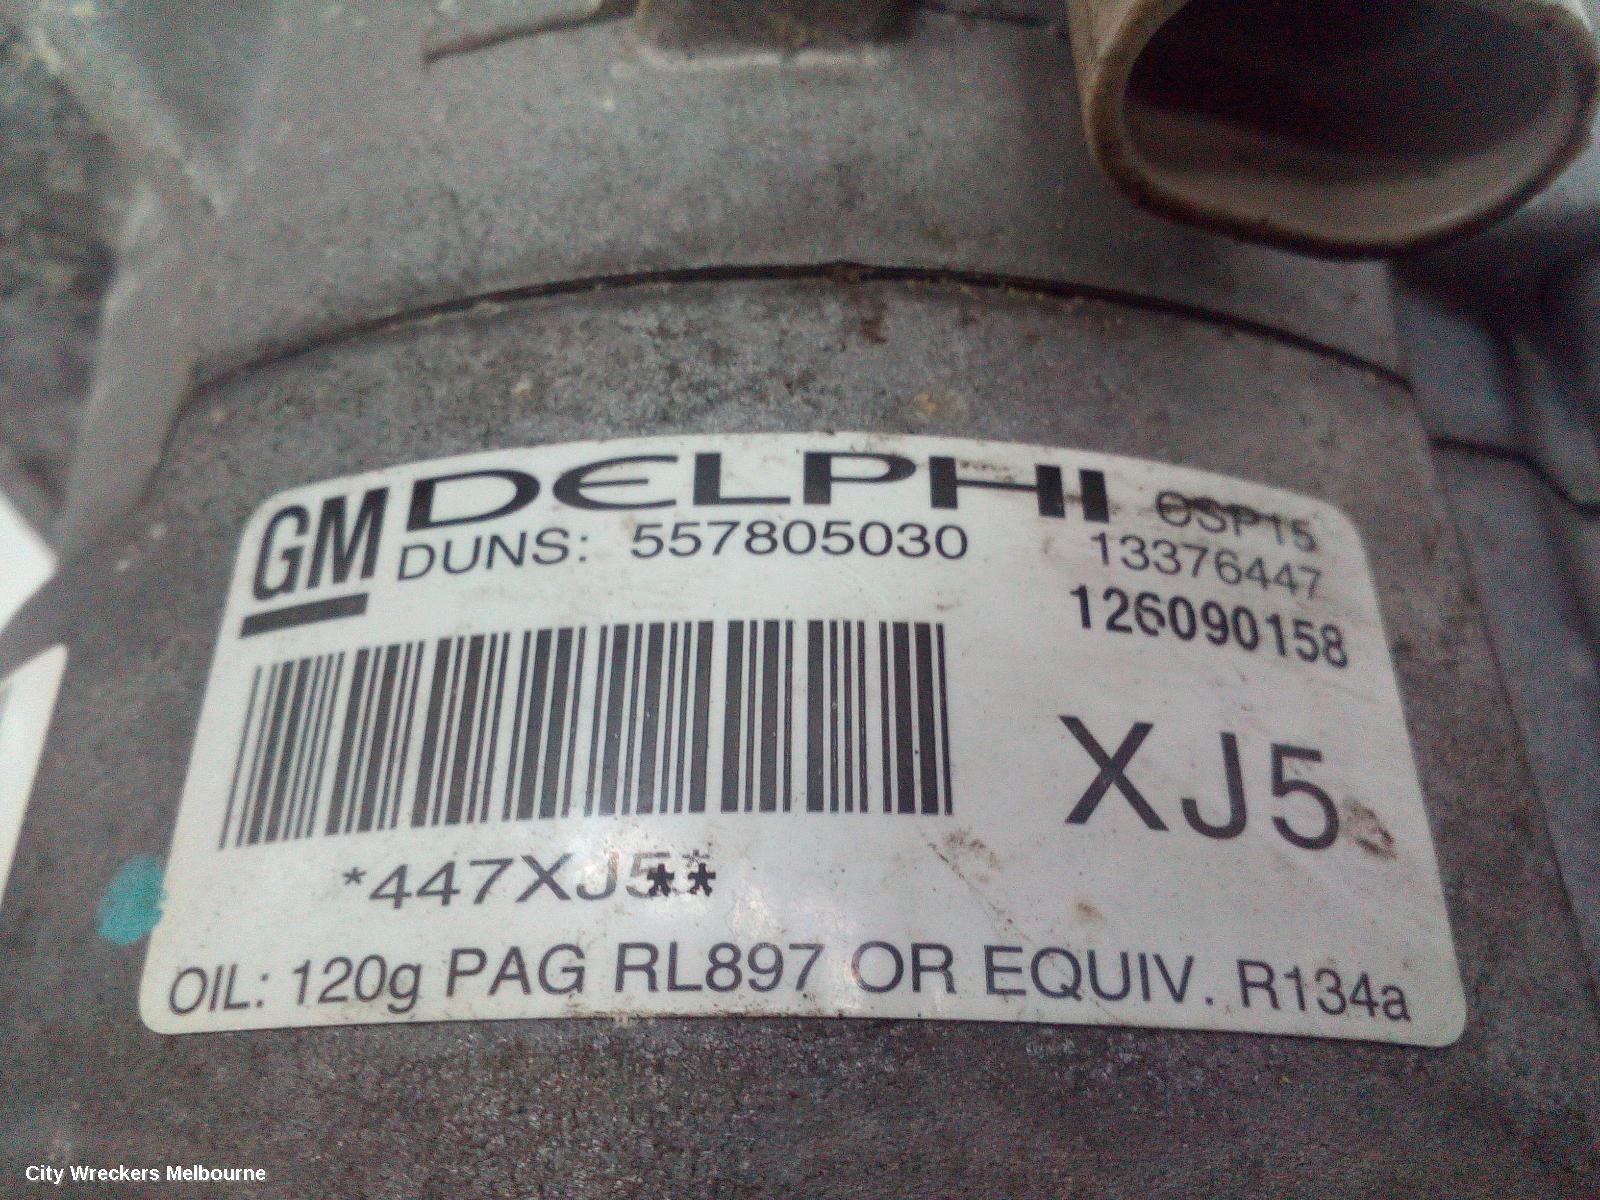 GM DELPHI CSP15
DUNS: 557805030
13376447
126090158
XJ5
*447XJ5**
OIL: 120g PAG RL897 OR EQUIV. R134a
City Wreckers Melbourne